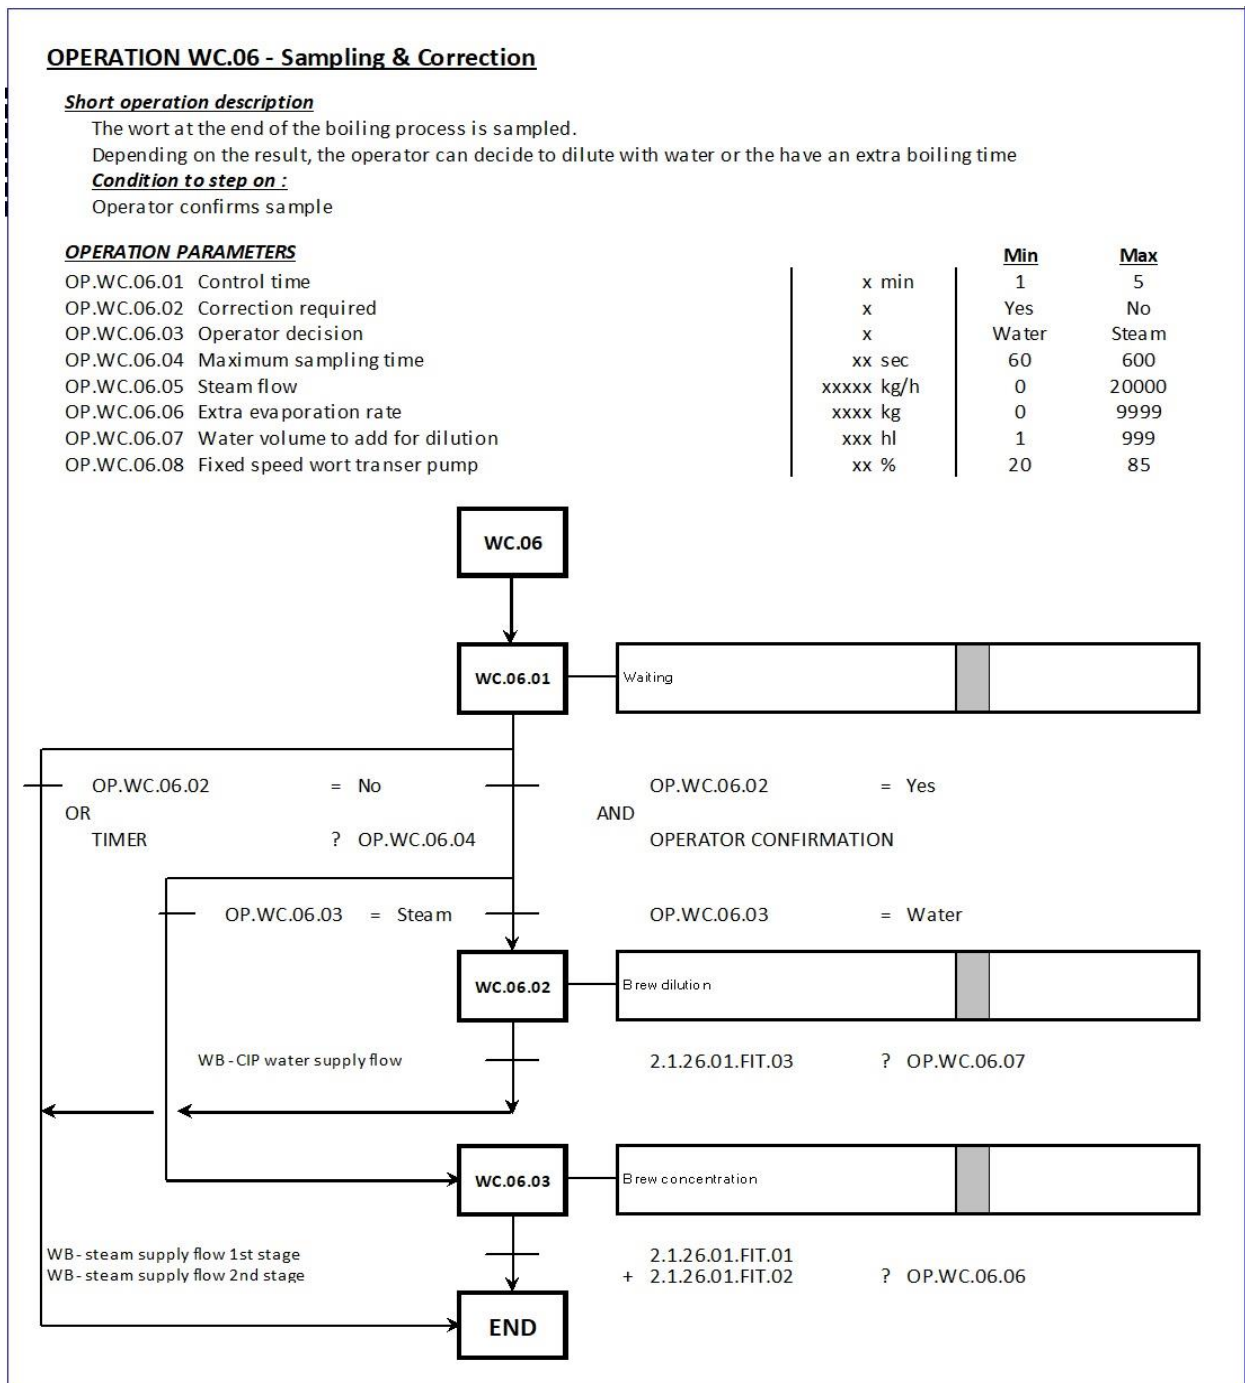 OPERATION WC.06 - Sampling & Correction
Short operation description
The wort at the end of the boiling process is sampled.
Depending on the result, the operator can decide to dilute with water or the have an extra boiling time
Condition to step on :
Operator confirms sample
OPERATION PARAMETERS Min Max
OP.WC.06.01 Control time x min 1 5
OP.WC.06.02 Correction required x Yes No
OP.WC.06.03 Operator decision x Water Steam
OP.WC.06.04 Maximum sampling time xx sec 60 600
OP.WC.06.05 Steam flow xxxxx kg/h 0 20000
OP.WC.06.06 Extra evaporation rate xxxx kg 0 9999
OP.WC.06.07 Water volume to add for dilution xxx hl 1 999
OP.WC.06.08 Fixed speed wort transer pump xx % 20 85
WC.06
WC.06.01 Waiting
OP.WC.06.02 = No OP.WC.06.02 = Yes
OR AND
TIMER ? OP.WC.06.04 OPERATOR CONFIRMATION
OP.WC.06.03 = Steam OP.WC.06.03 = Water
WC.06.02 Brew dilution
WB-CIP water supply flow 2.1.26.01.FIT.03 ? OP.WC.06.07
WC.06.03 Brew concentration
WB-steam supply flow 1st stage 2.1.26.01.FIT.01
WB-steam supply flow 2nd stage + 2.1.26.01.FIT.02 ? OP.WC.06.06
END